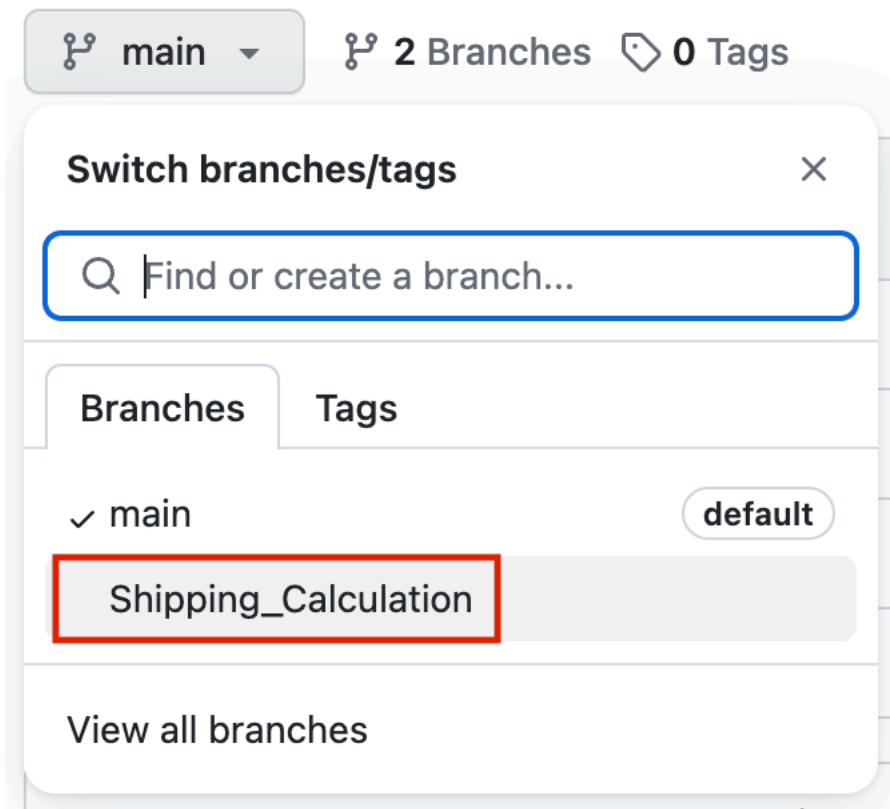 main 2 Branches 0 Tags
Switch branches/tags
Find or create a branch...
Branches Tags
main default
Shipping_Calculation
View all branches